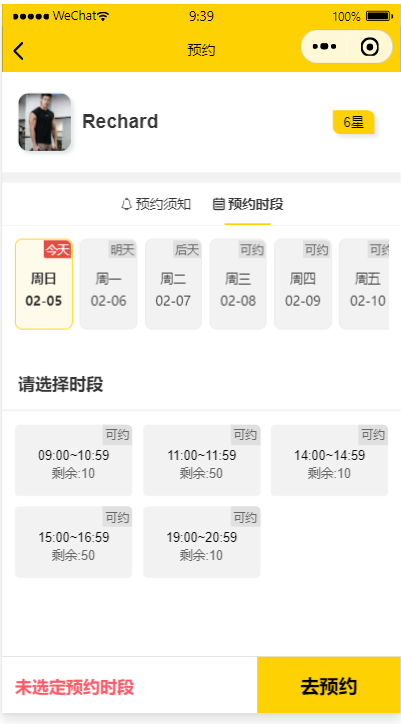 WeChat 9:39 100%
预约
Rechard 6星
预约须知 预约时段
今天 明天 后天 可约 可约 可约
周日 周一 周二 周三 周四 周五
02-05 02-06 02-07 02-08 02-09 02-10
请选择时段
可约 可约 可约
09:00~10:59 11:00~11:59 14:00~14:59
剩余:10 剩余:50 剩余:10
可约 可约
15:00~16:59 19:00~20:59
剩余:50 剩余:10
未选定预约时段 去预约